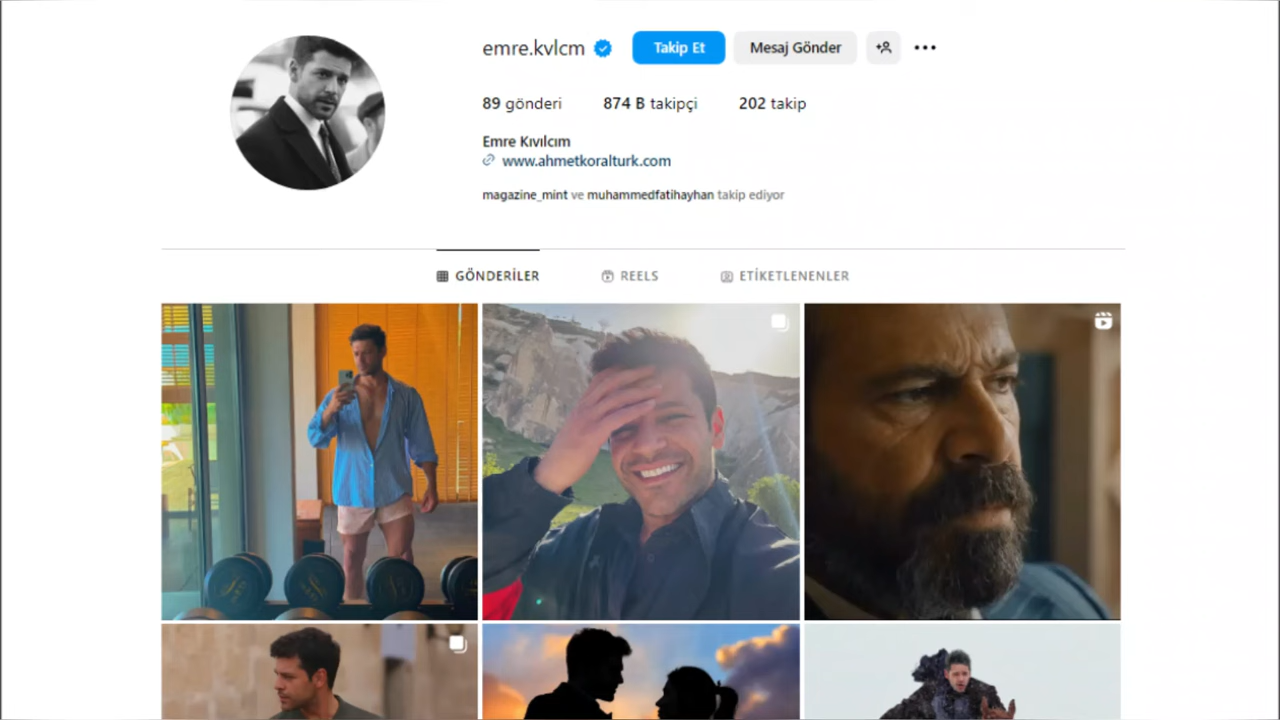 emre.kvlcm Takip Et Mesaj Gönder
89 gönderi 874 B takipçi 202 takip
Emre Kıvılcım
www.ahmetkoralturk.com
magazine_mint ve muhammedfatihayhan takip ediyor
GÖNDERİLER REELS ETİKETLENENLER